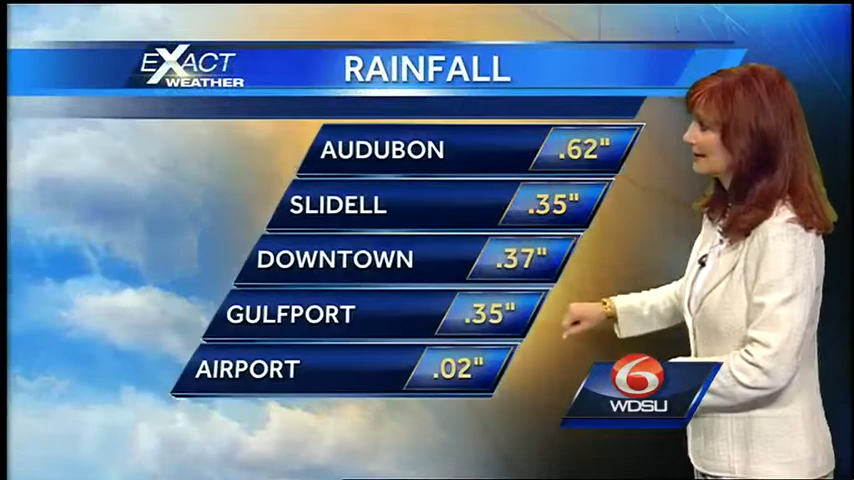 EXACT
WEATHER
RAINFALL
AUDUBON .62"
SLIDELL .35"
DOWNTOWN .37"
GULFPORT .35"
AIRPORT .02"
6
WDSU